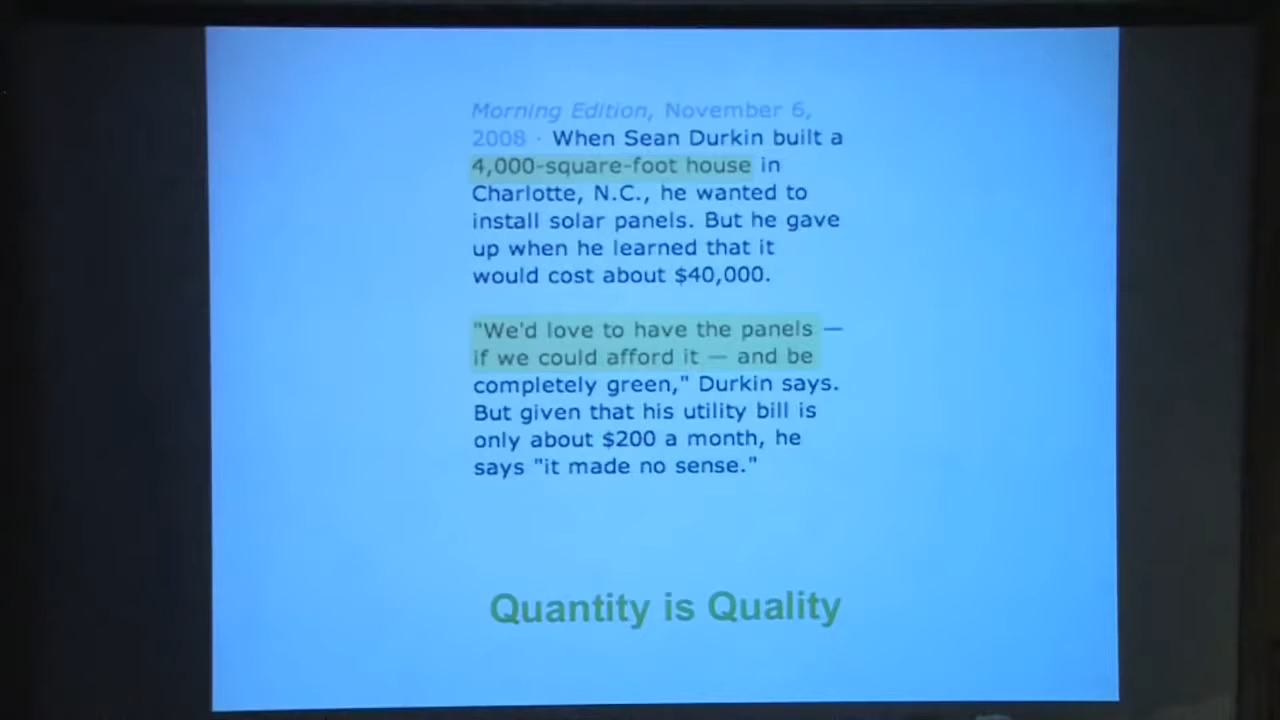 Morning Edition, November 6,
2008 · When Sean Durkin built a
4,000-square-foot house in
Charlotte, N.C., he wanted to
install solar panels. But he gave
up when he learned that it
would cost about $40,000.
"We'd love to have the panels —
if we could afford it — and be
completely green," Durkin says.
But given that his utility bill is
only about $200 a month, he
says "it made no sense."
Quantity is Quality